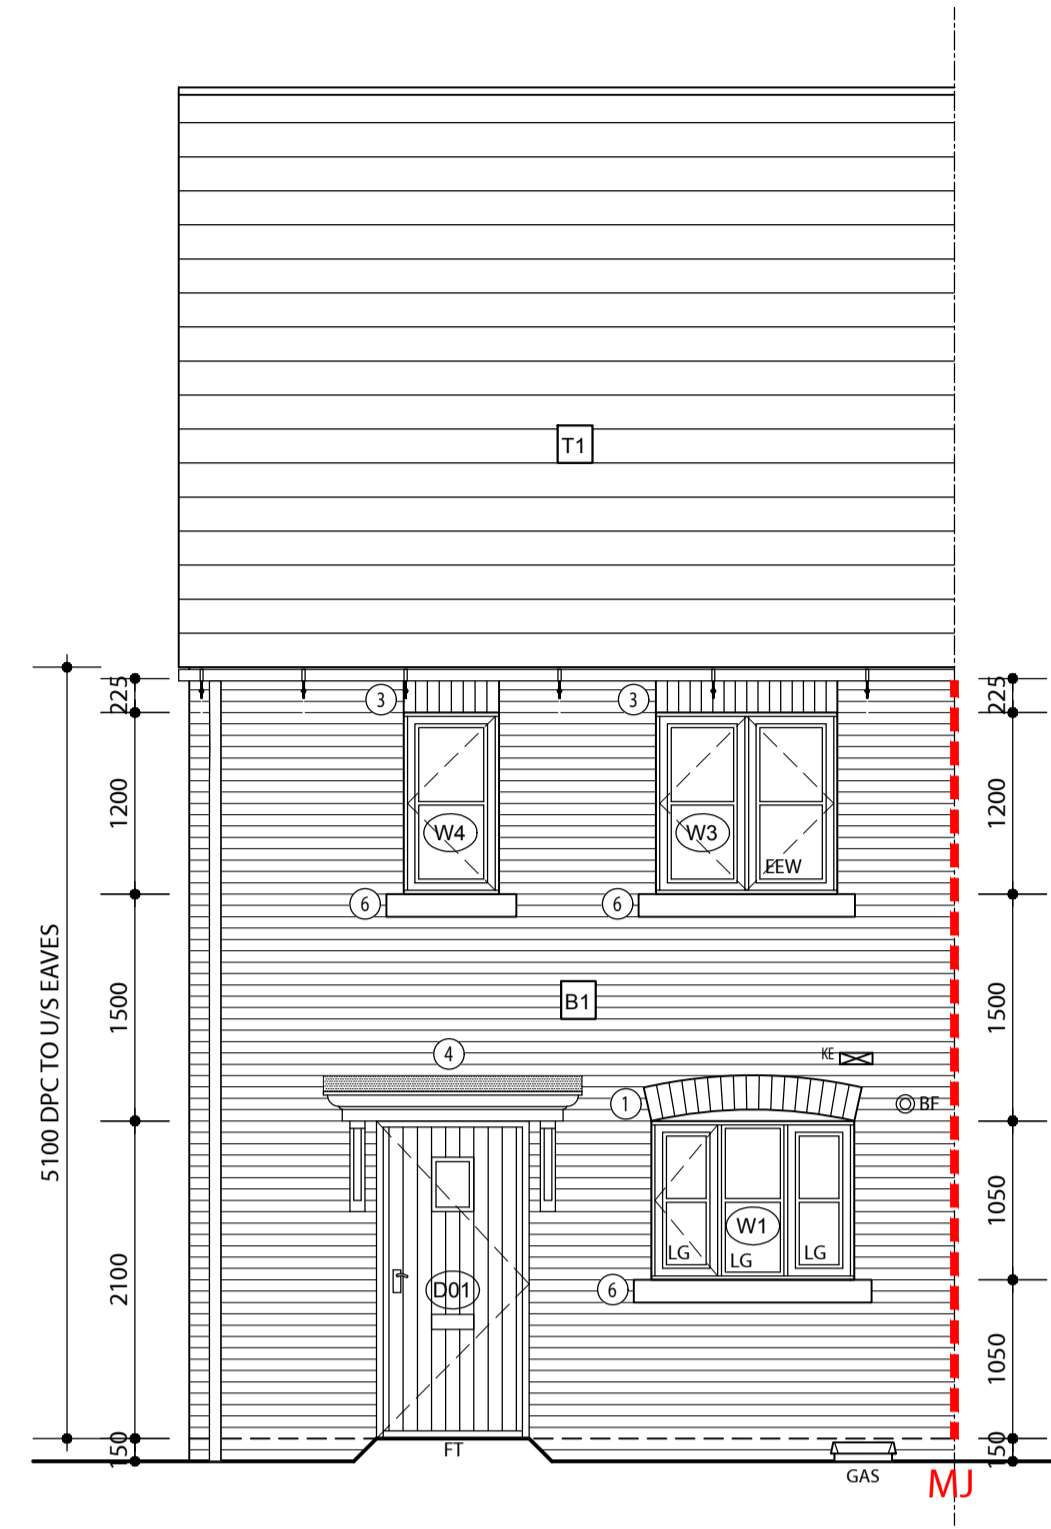 T1
225
3
3
225
1200
W4
W3
EEW
1200
6
6
5100 DPC TO U/S EAVES
1500
B1
1500
4
KE
1
BF
2100
1050
W1
LG
LG
LG
D01
6
1050
150
FT
150
GAS
MJ